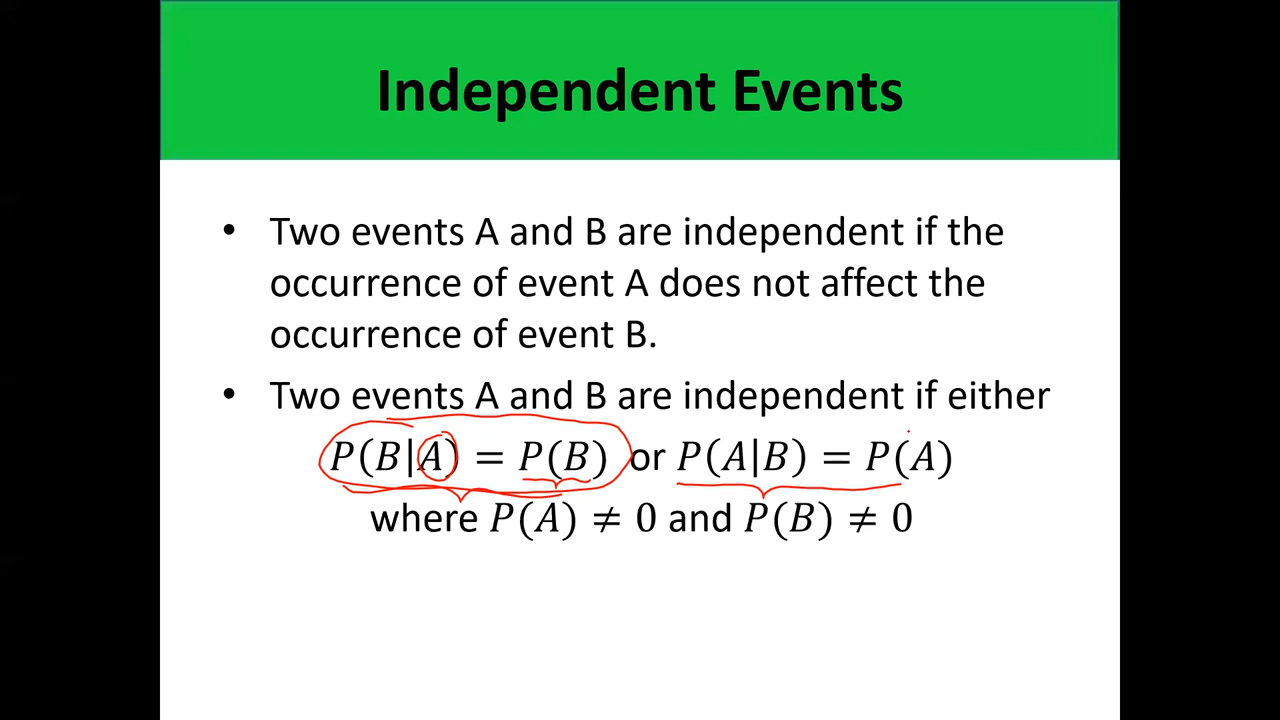 Independent Events
• Two events A and B are independent if the
occurrence of event A does not affect the
occurrence of event B.
• Two events A and B are independent if either
P(B|A) = P(B) or P(A|B) = P(A)
where P(A) ≠ 0 and P(B) ≠ 0